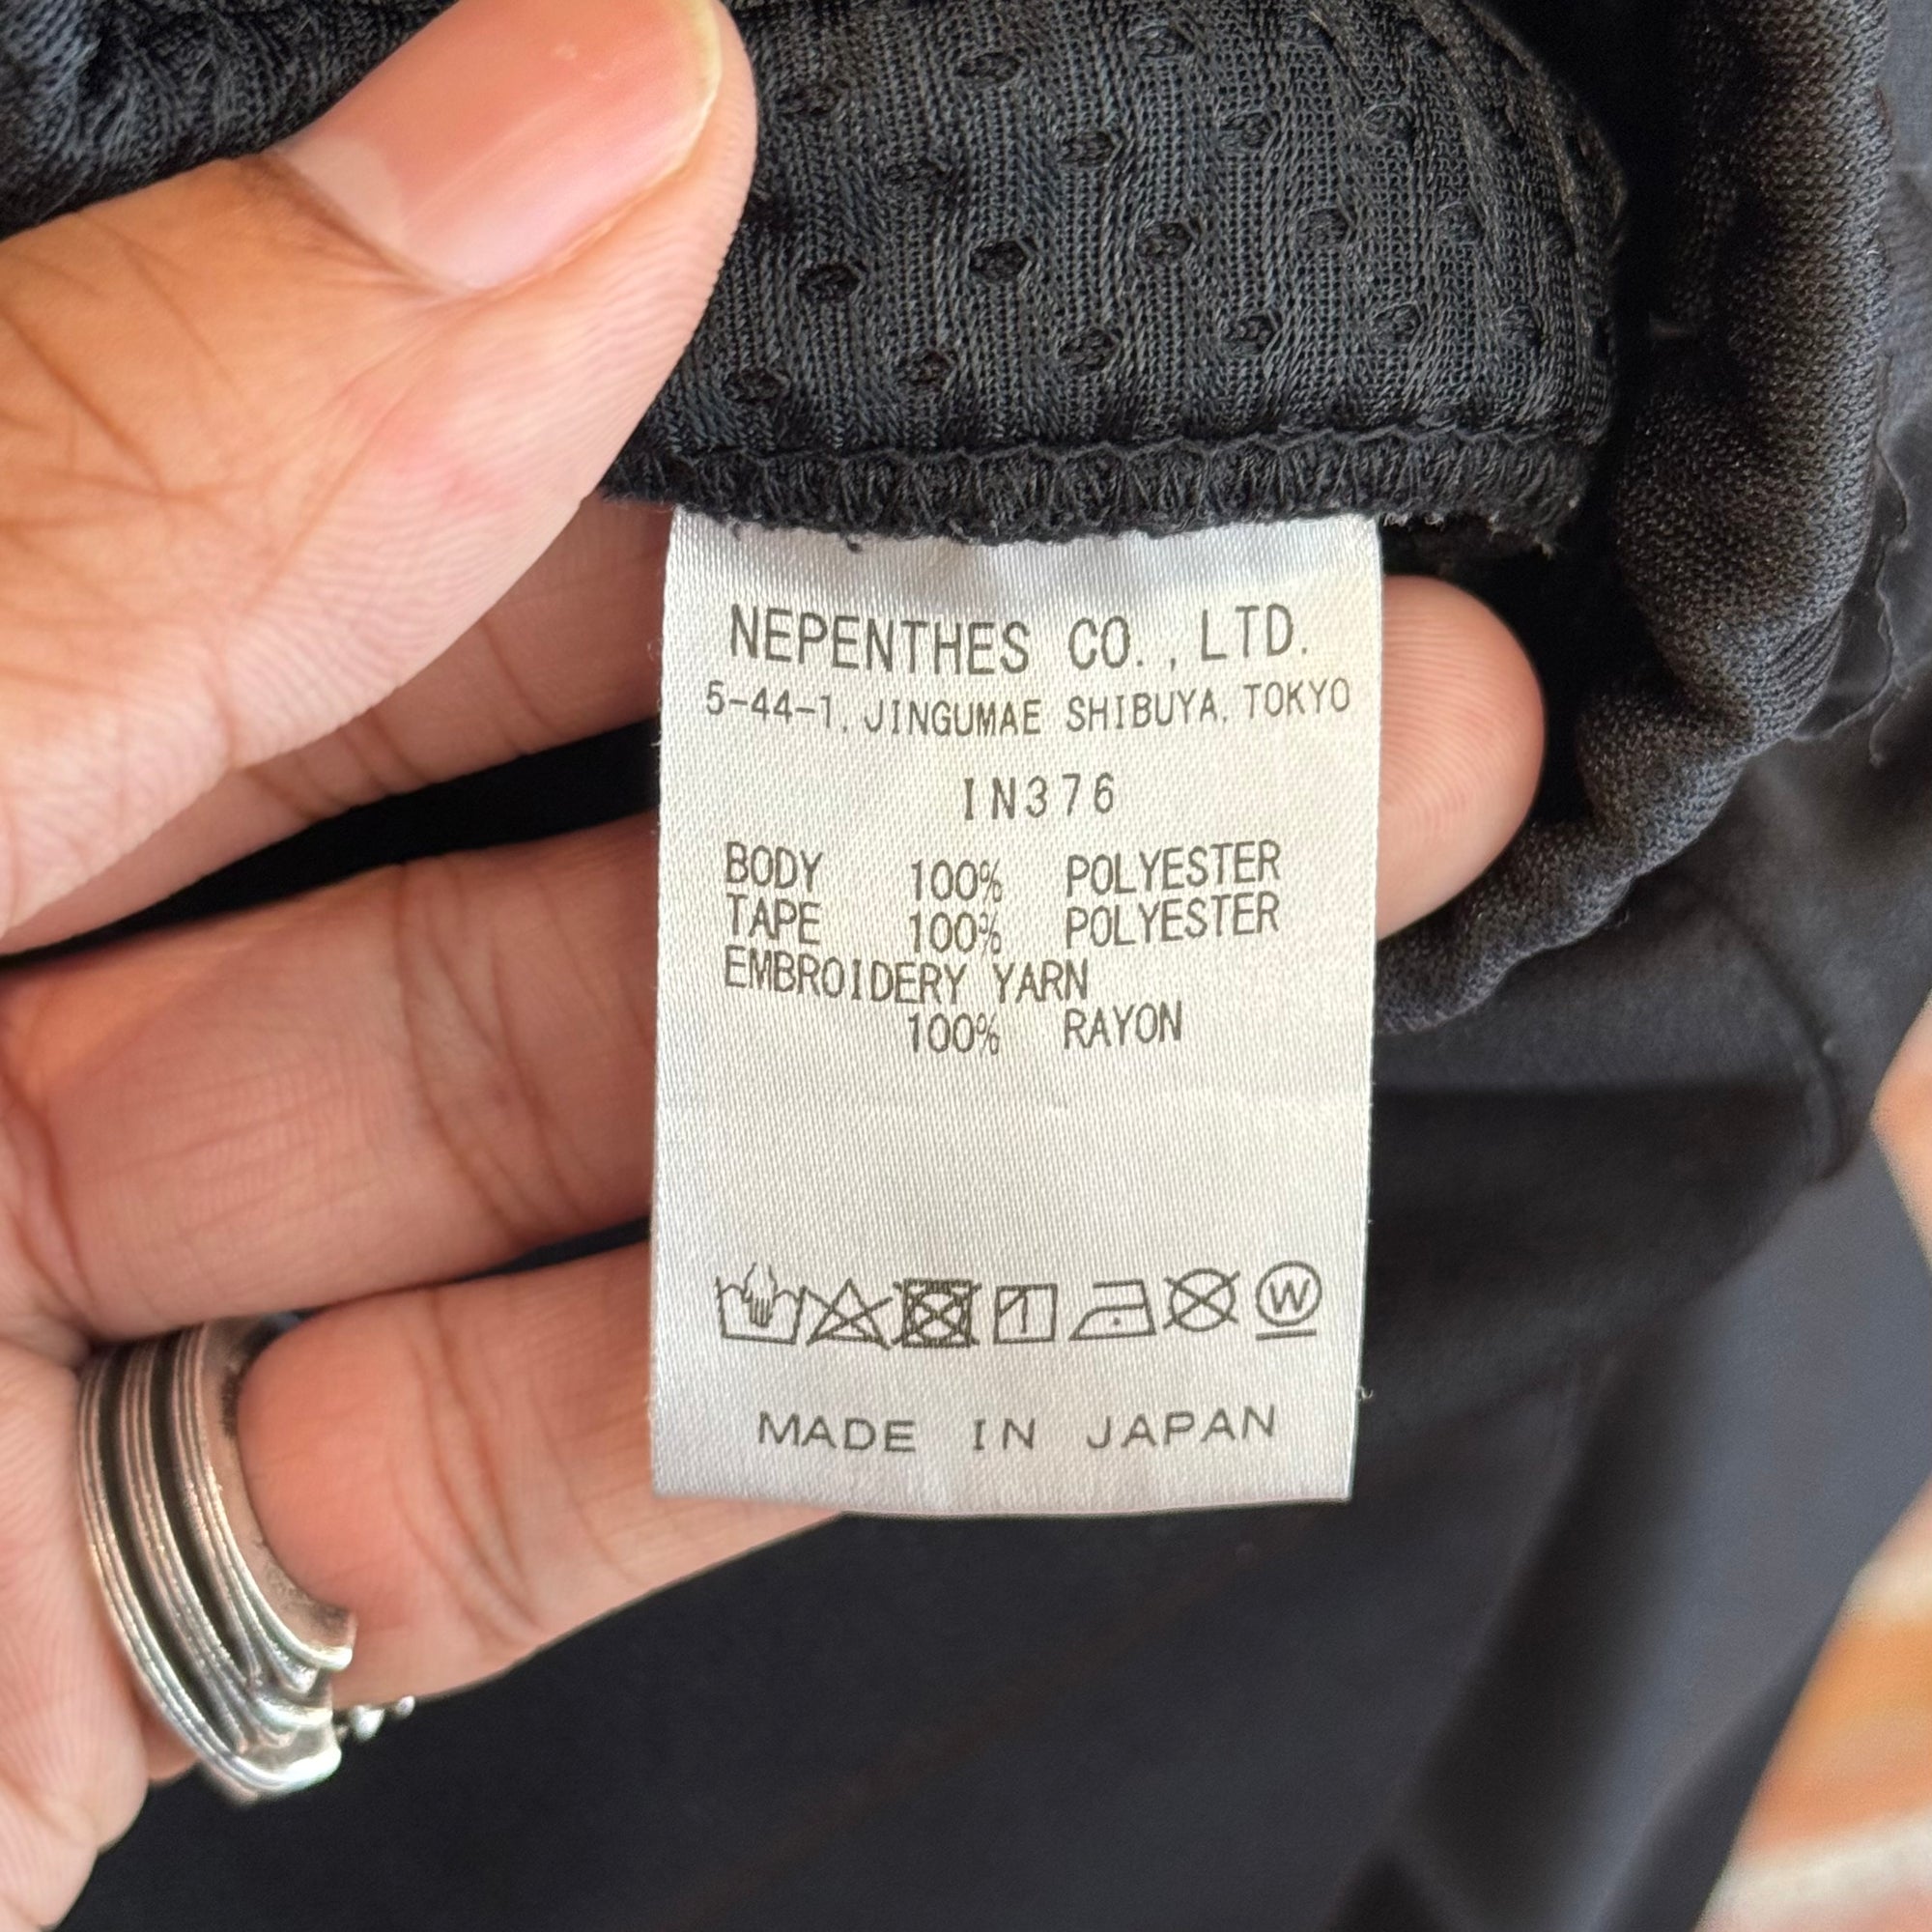 NEPENTHES CO., LTD.
5-44-1, JINGUMAE SHIBUYA, TOKYO
IN376
BODY 100% POLYESTER
TAPE 100% POLYESTER
EMBROIDERY YARN
100% RAYON
W
MADE IN JAPAN